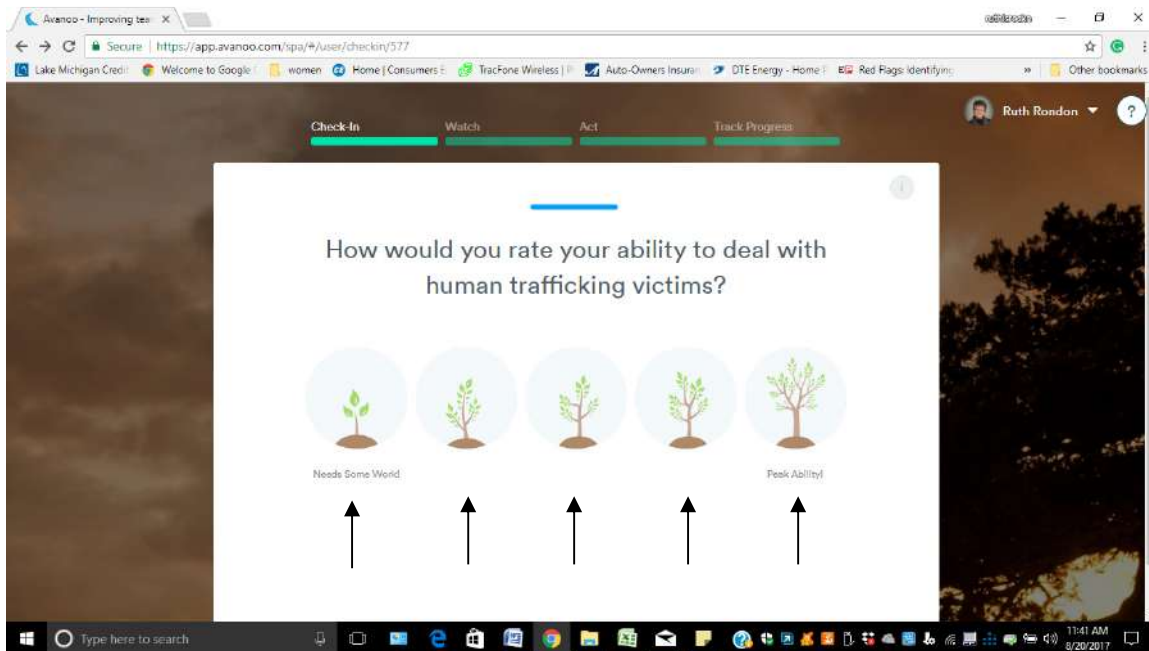 Avanoo - Improving tea
Secure | https://app.avanoo.com/spa/#/user/checkin/577
Lake Michigan Credi Welcome to Google women Home | Consumers E TracFone Wireless | Auto-Owners Insuran DTE Energy - Home Red Flags: Identifying » Other bookmarks
Ruth Rondon ?
Check-In Watch Act Track Progress
i
How would you rate your ability to deal with
human trafficking victims?
Needs Some World Peak Ability!
Type here to search
11:41 AM
8/20/2017